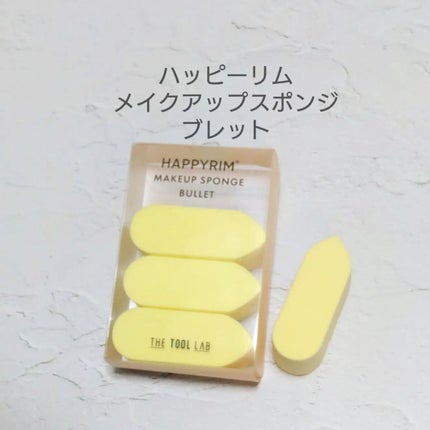 ハッピーリム
メイクアップスポンジ
ブレット
HAPPYRIM®
MAKEUP SPONGE
BULLET
THE TOOL LAB